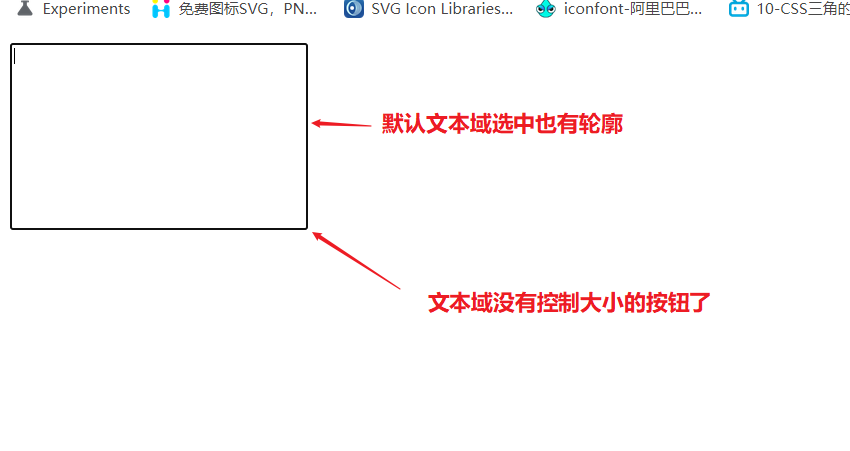 Experiments 免费图标SVG，PN... SVG Icon Libraries... iconfont-阿里巴巴... 10-CSS三角的
默认文本域选中也有轮廓
文本域没有控制大小的按钮了